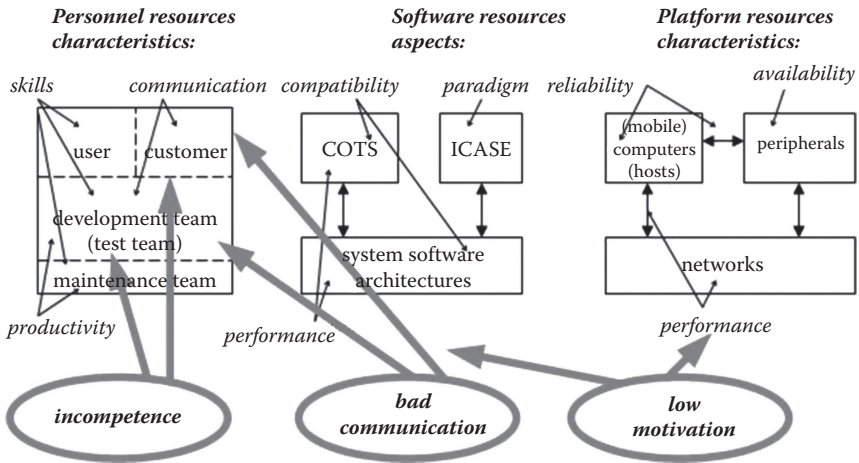 Personnel resources
characteristics:
Software resources
aspects:
Platform resources
characteristics:
skills
communication
compatibility
paradigm
reliability
availability
user
customer
COTS
ICASE
(mobile)
computers
(hosts)
peripherals
development team
(test team)
maintenance team
system software
architectures
networks
productivity
performance
performance
incompetence
bad
communication
low
motivation